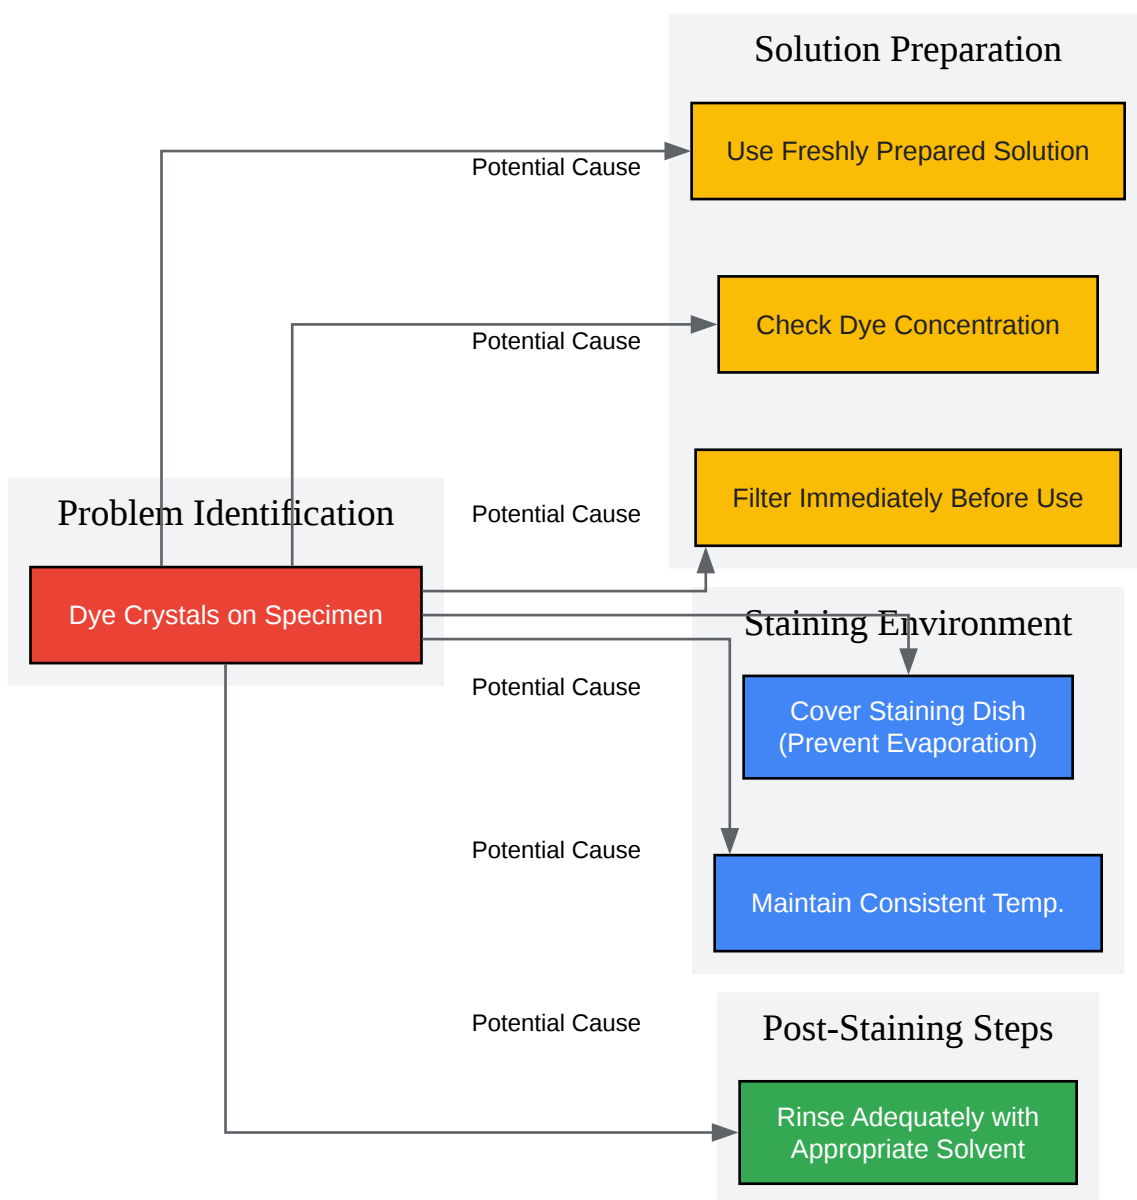 Solution Preparation
Use Freshly Prepared Solution
Potential Cause
Check Dye Concentration
Potential Cause
Filter Immediately Before Use
Potential Cause
Problem Identification
Dye Crystals on Specimen
Staining Environment
Potential Cause
Cover Staining Dish
(Prevent Evaporation)
Potential Cause
Maintain Consistent Temp.
Potential Cause
Post-Staining Steps
Rinse Adequately with
Appropriate Solvent